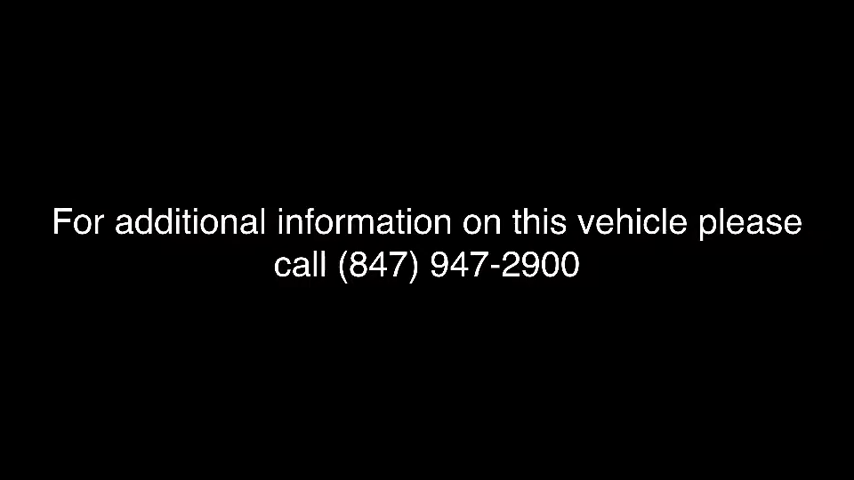 For additional information on this vehicle please
call (847) 947-2900